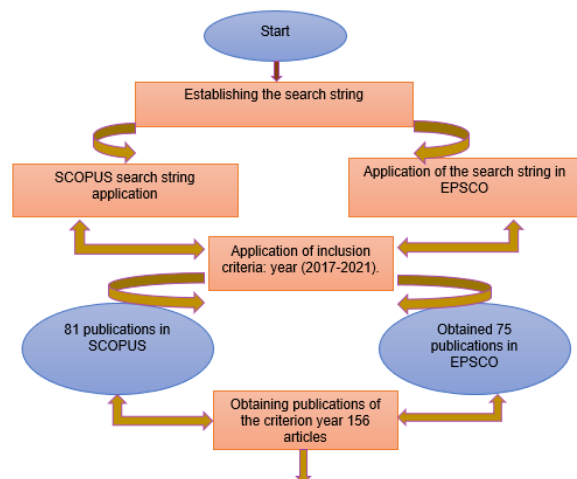 Start
Establishing the search string
SCOPUS search string
application
Application of the search string in
EPSCO
Application of inclusion
criteria: year (2017-2021).
81 publications in
SCOPUS
Obtained 75
publications in
EPSCO
Obtaining publications of
the criterion year 156
articles